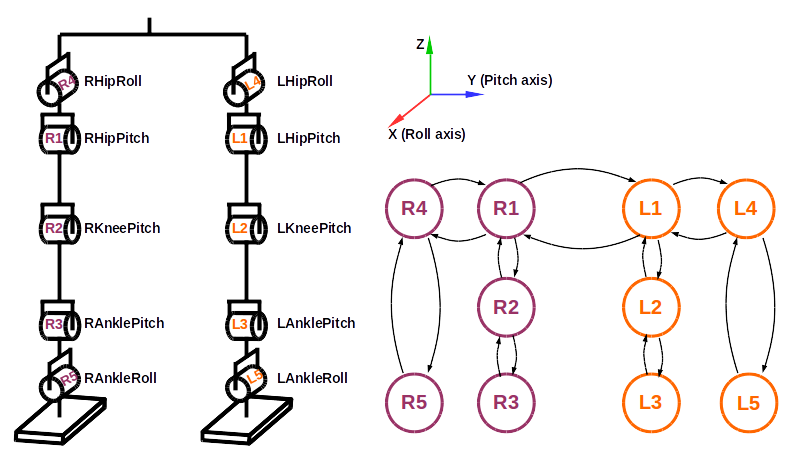 R4 RHipRoll
L4 LHipRoll
R1 RHipPitch
L1 LHipPitch
R2 RKneePitch
L2 LKneePitch
R3 RAnklePitch
L3 LAnklePitch
R5 RAnkleRoll
L5 LAnkleRoll
Z
Y (Pitch axis)
X (Roll axis)
R4 R1 L1 L4
R2 L2
R5 R3 L3 L5